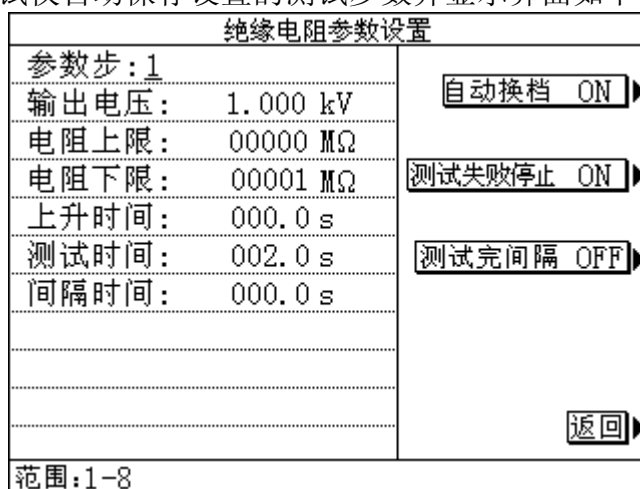 试仪自动保存设置的测试参数并显示界面如下
绝缘电阻参数设置
参数步:1
输出电压: 1.000 kV
电阻上限: 00000 MΩ
电阻下限: 00001 MΩ
上升时间: 000.0 s
测试时间: 002.0 s
间隔时间: 000.0 s
自动换档 ON
测试失败停止 ON
测试完间隔 OFF
返回
范围:1-8